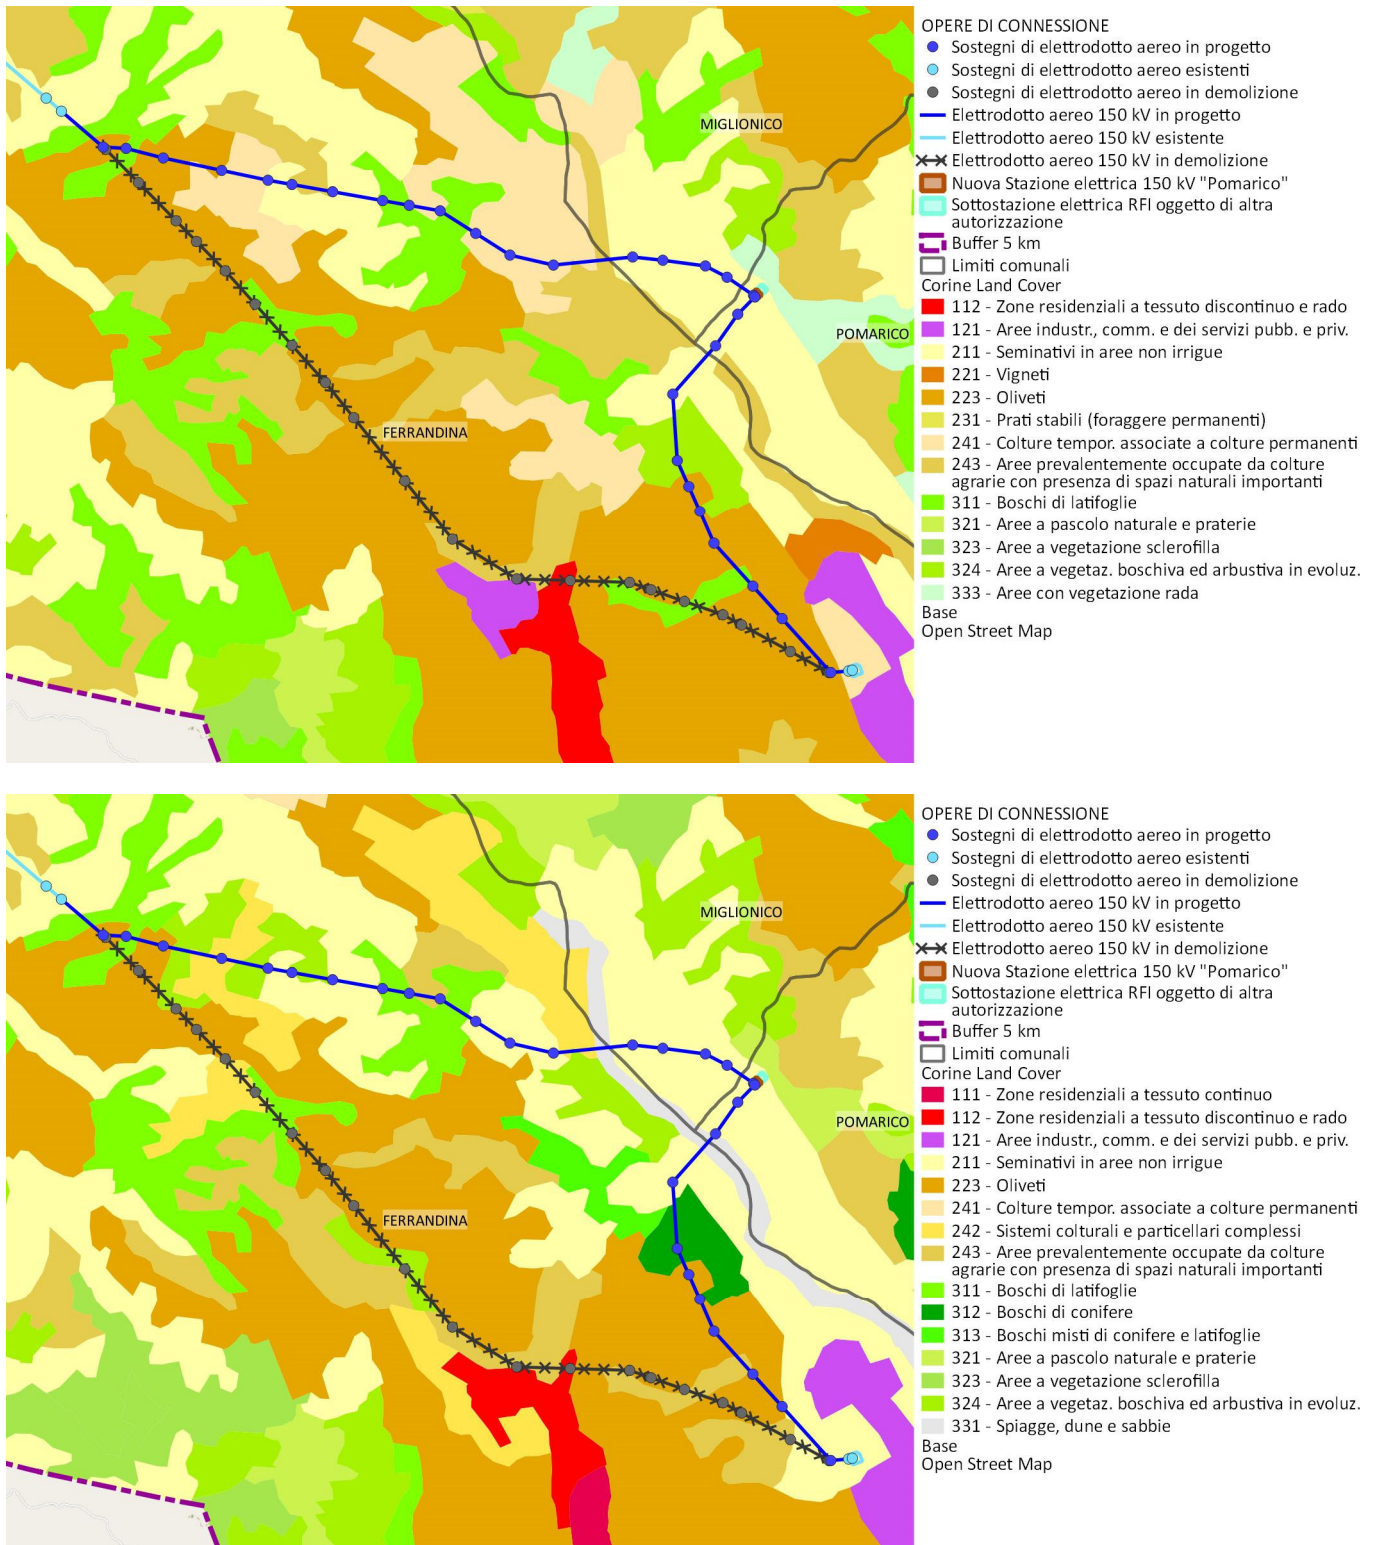 MIGLIONICO
POMARICO
FERRANDINA
OPERE DI CONNESSIONE
Sostegni di elettrodotto aereo in progetto
Sostegni di elettrodotto aereo esistenti
Sostegni di elettrodotto aereo in demolizione
Elettrodotto aereo 150 kV in progetto
Elettrodotto aereo 150 kV esistente
Elettrodotto aereo 150 kV in demolizione
Nuova Stazione elettrica 150 kV "Pomarico"
Sottostazione elettrica RFI oggetto di altra
autorizzazione
Buffer 5 km
Limiti comunali
Corine Land Cover
112 - Zone residenziali a tessuto discontinuo e rado
121 - Aree industr., comm. e dei servizi pubb. e priv.
211 - Seminativi in aree non irrigue
221 - Vigneti
223 - Oliveti
231 - Prati stabili (foraggere permanenti)
241 - Colture tempor. associate a colture permanenti
243 - Aree prevalentemente occupate da colture
agrarie con presenza di spazi naturali importanti
311 - Boschi di latifoglie
321 - Aree a pascolo naturale e praterie
323 - Aree a vegetazione sclerofilla
324 - Aree a vegetaz. boschiva ed arbustiva in evoluz.
333 - Aree con vegetazione rada
Base
Open Street Map
MIGLIONICO
POMARICO
FERRANDINA
OPERE DI CONNESSIONE
Sostegni di elettrodotto aereo in progetto
Sostegni di elettrodotto aereo esistenti
Sostegni di elettrodotto aereo in demolizione
Elettrodotto aereo 150 kV in progetto
Elettrodotto aereo 150 kV esistente
Elettrodotto aereo 150 kV in demolizione
Nuova Stazione elettrica 150 kV "Pomarico"
Sottostazione elettrica RFI oggetto di altra
autorizzazione
Buffer 5 km
Limiti comunali
Corine Land Cover
111 - Zone residenziali a tessuto continuo
112 - Zone residenziali a tessuto discontinuo e rado
121 - Aree industr., comm. e dei servizi pubb. e priv.
211 - Seminativi in aree non irrigue
223 - Oliveti
241 - Colture tempor. associate a colture permanenti
242 - Sistemi colturali e particellari complessi
243 - Aree prevalentemente occupate da colture
agrarie con presenza di spazi naturali importanti
311 - Boschi di latifoglie
312 - Boschi di conifere
313 - Boschi misti di conifere e latifoglie
321 - Aree a pascolo naturale e praterie
323 - Aree a vegetazione sclerofilla
324 - Aree a vegetaz. boschiva ed arbustiva in evoluz.
331 - Spiagge, dune e sabbie
Base
Open Street Map